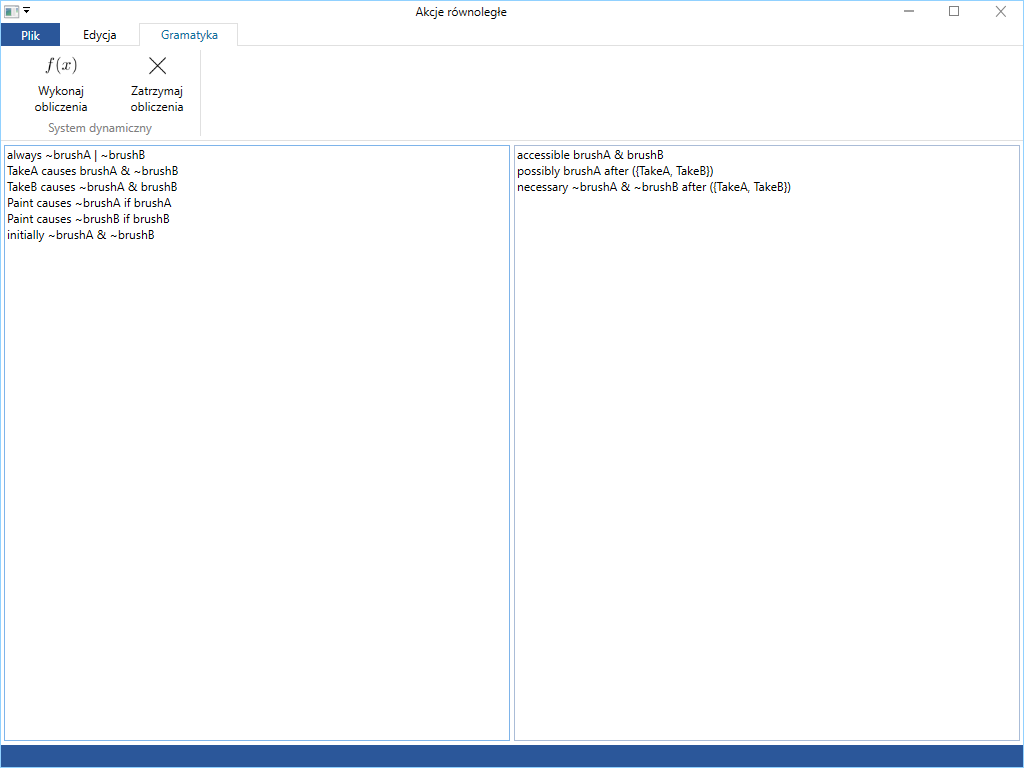 Akcje równoległe
Plik
Edycja
Gramatyka
f(x)
Wykonaj
obliczenia
Zatrzymaj
obliczenia
System dynamiczny
always ~brushA | ~brushB
TakeA causes brushA & ~brushB
TakeB causes ~brushA & brushB
Paint causes ~brushA if brushA
Paint causes ~brushB if brushB
initially ~brushA & ~brushB
accessible brushA & brushB
possibly brushA after ({TakeA, TakeB})
necessary ~brushA & ~brushB after ({TakeA, TakeB})